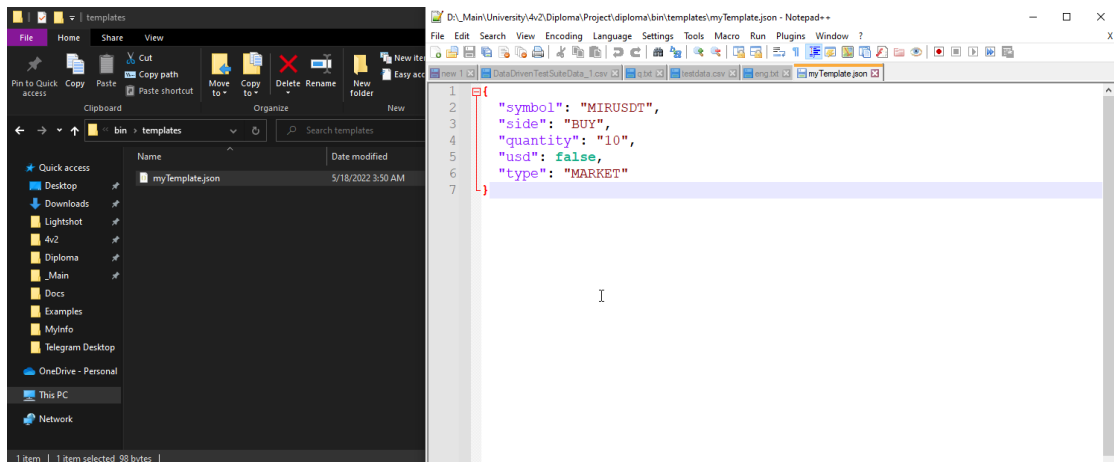 templates
File Home Share View
Pin to Quick access
Copy
Paste
Cut
Copy path
Paste shortcut
Clipboard
Move to
Copy to
Delete
Rename
Organize
New folder
New
Easy acc
New
bin > templates
Search templates
Name
Date modified
myTemplate.json
5/18/2022 3:50 AM
Quick access
Desktop
Downloads
Lightshot
4v2
Diploma
_Main
Docs
Examples
MyInfo
Telegram Desktop
OneDrive - Personal
This PC
Network
1 item 1 item selected 98 bytes
D:\_Main\University\4v2\Diploma\Project\diploma\bin\templates\myTemplate.json - Notepad++
File Edit Search View Encoding Language Settings Tools Macro Run Plugins Window ?
X
new 1 DataDrivenTestSuiteData_1.csv q.txt testdata.csv eng.txt myTemplate.json
1 {
2 "symbol": "MIRUSDT",
3 "side": "BUY",
4 "quantity": "10",
5 "usd": false,
6 "type": "MARKET"
7 }